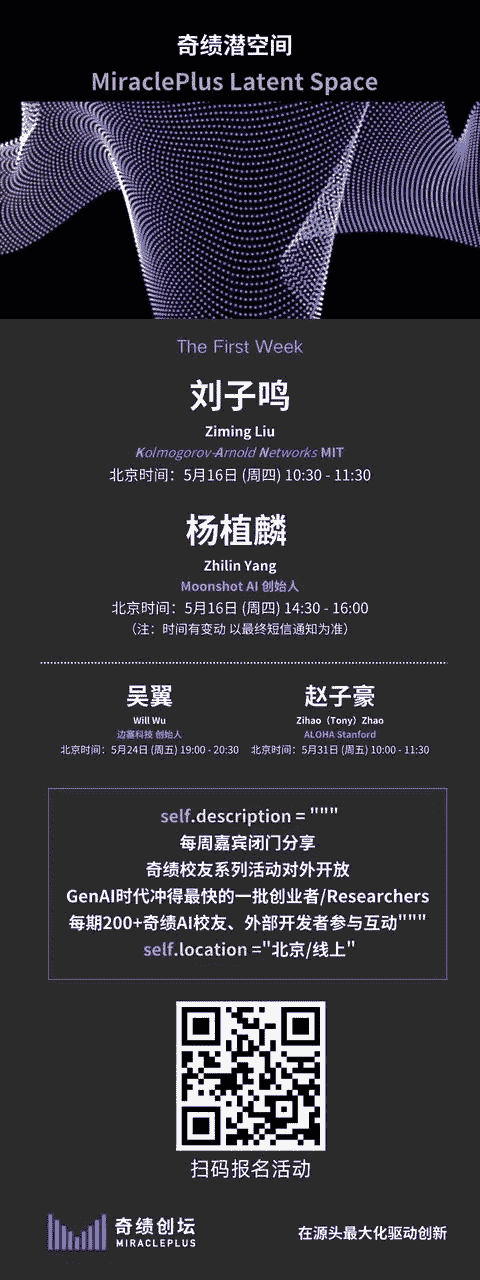 奇绩潜空间
MiraclePlus Latent Space
The First Week
刘子鸣
Ziming Liu
Kolmogorov-Arnold Networks MIT
北京时间：5月16日 (周四) 10:30 - 11:30
杨植麟
Zhilin Yang
Moonshot AI 创始人
北京时间：5月16日 (周四) 14:30 - 16:00
（注：时间有变动 以最终短信通知为准）
吴翼
Will Wu
边塞科技 创始人
北京时间：5月24日 (周五) 19:00 - 20:30
赵子豪
Zihao（Tony）Zhao
ALOHA Stanford
北京时间：5月31日 (周五) 10:00 - 11:30
self.description = """
每周嘉宾闭门分享
奇绩校友系列活动对外开放
GenAI时代冲得最快的一批创业者/Researchers
每期200+奇绩AI校友、外部开发者参与互动"""
self.location ="北京/线上"
扫码报名活动
奇绩创坛
MIRACLEPLUS
在源头最大化驱动创新